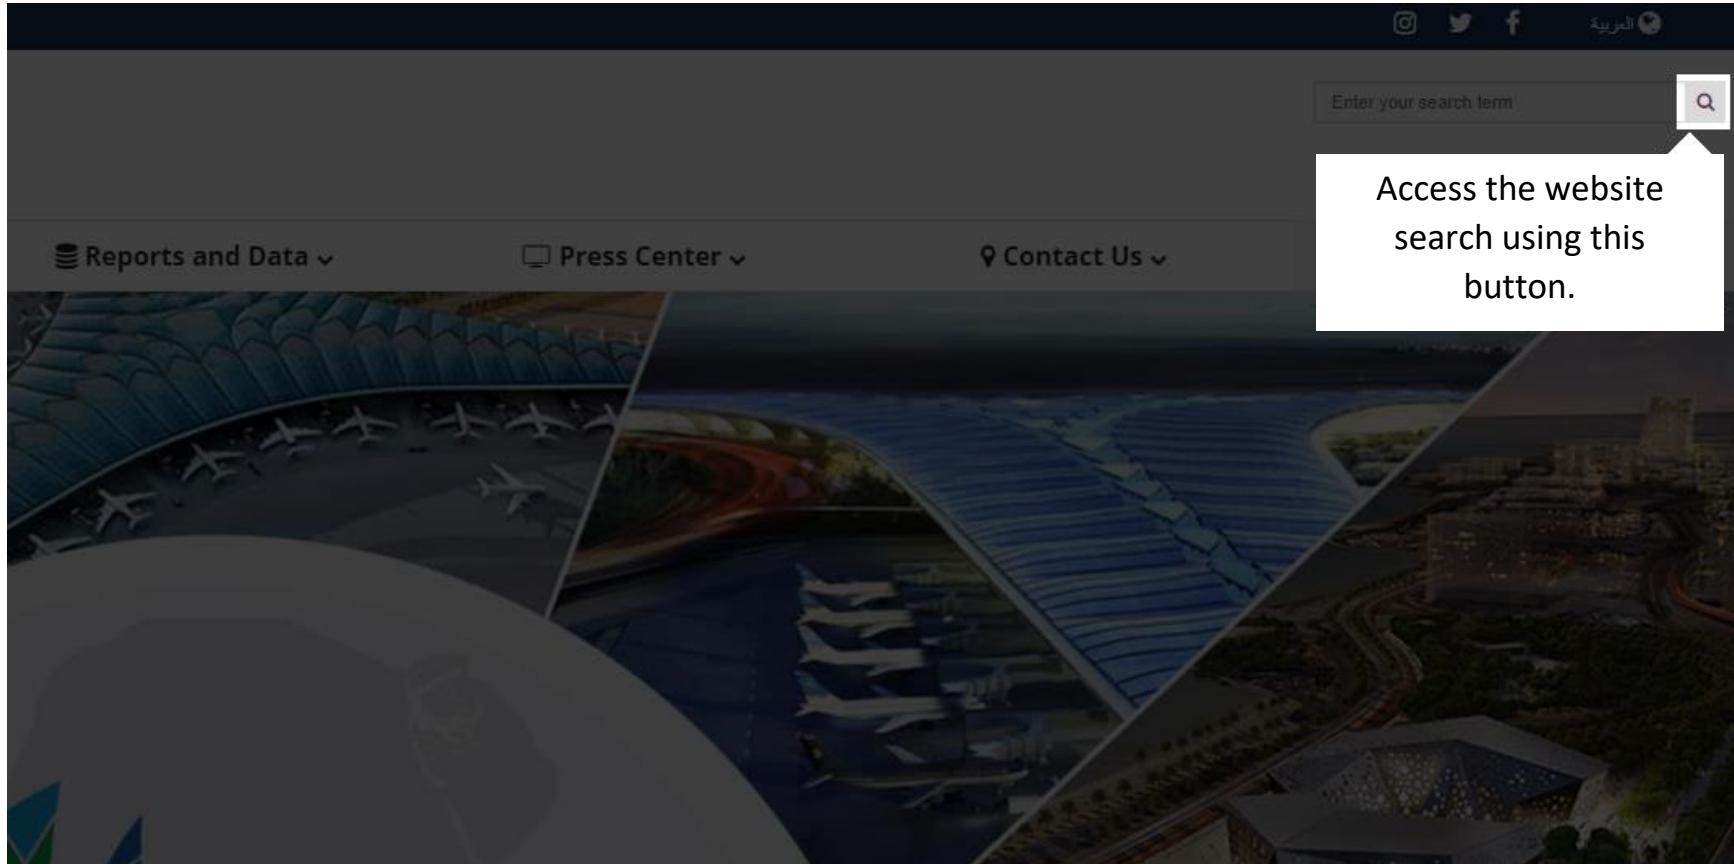 العربية
Enter your search term
Access the website
search using this
button.
Reports and Data
Press Center
Contact Us